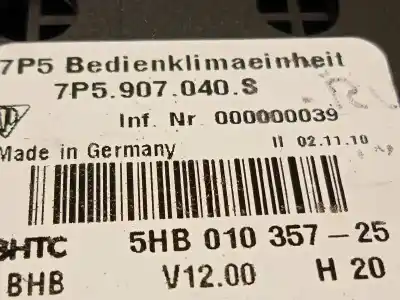 7P5 Bedienklimaeinheit
7P5.907.040.S
Inf. Nr. 000000039
Made in Germany II 02.11.10
BHTC 5HB 010 357-25
BHB V12.00 H 20